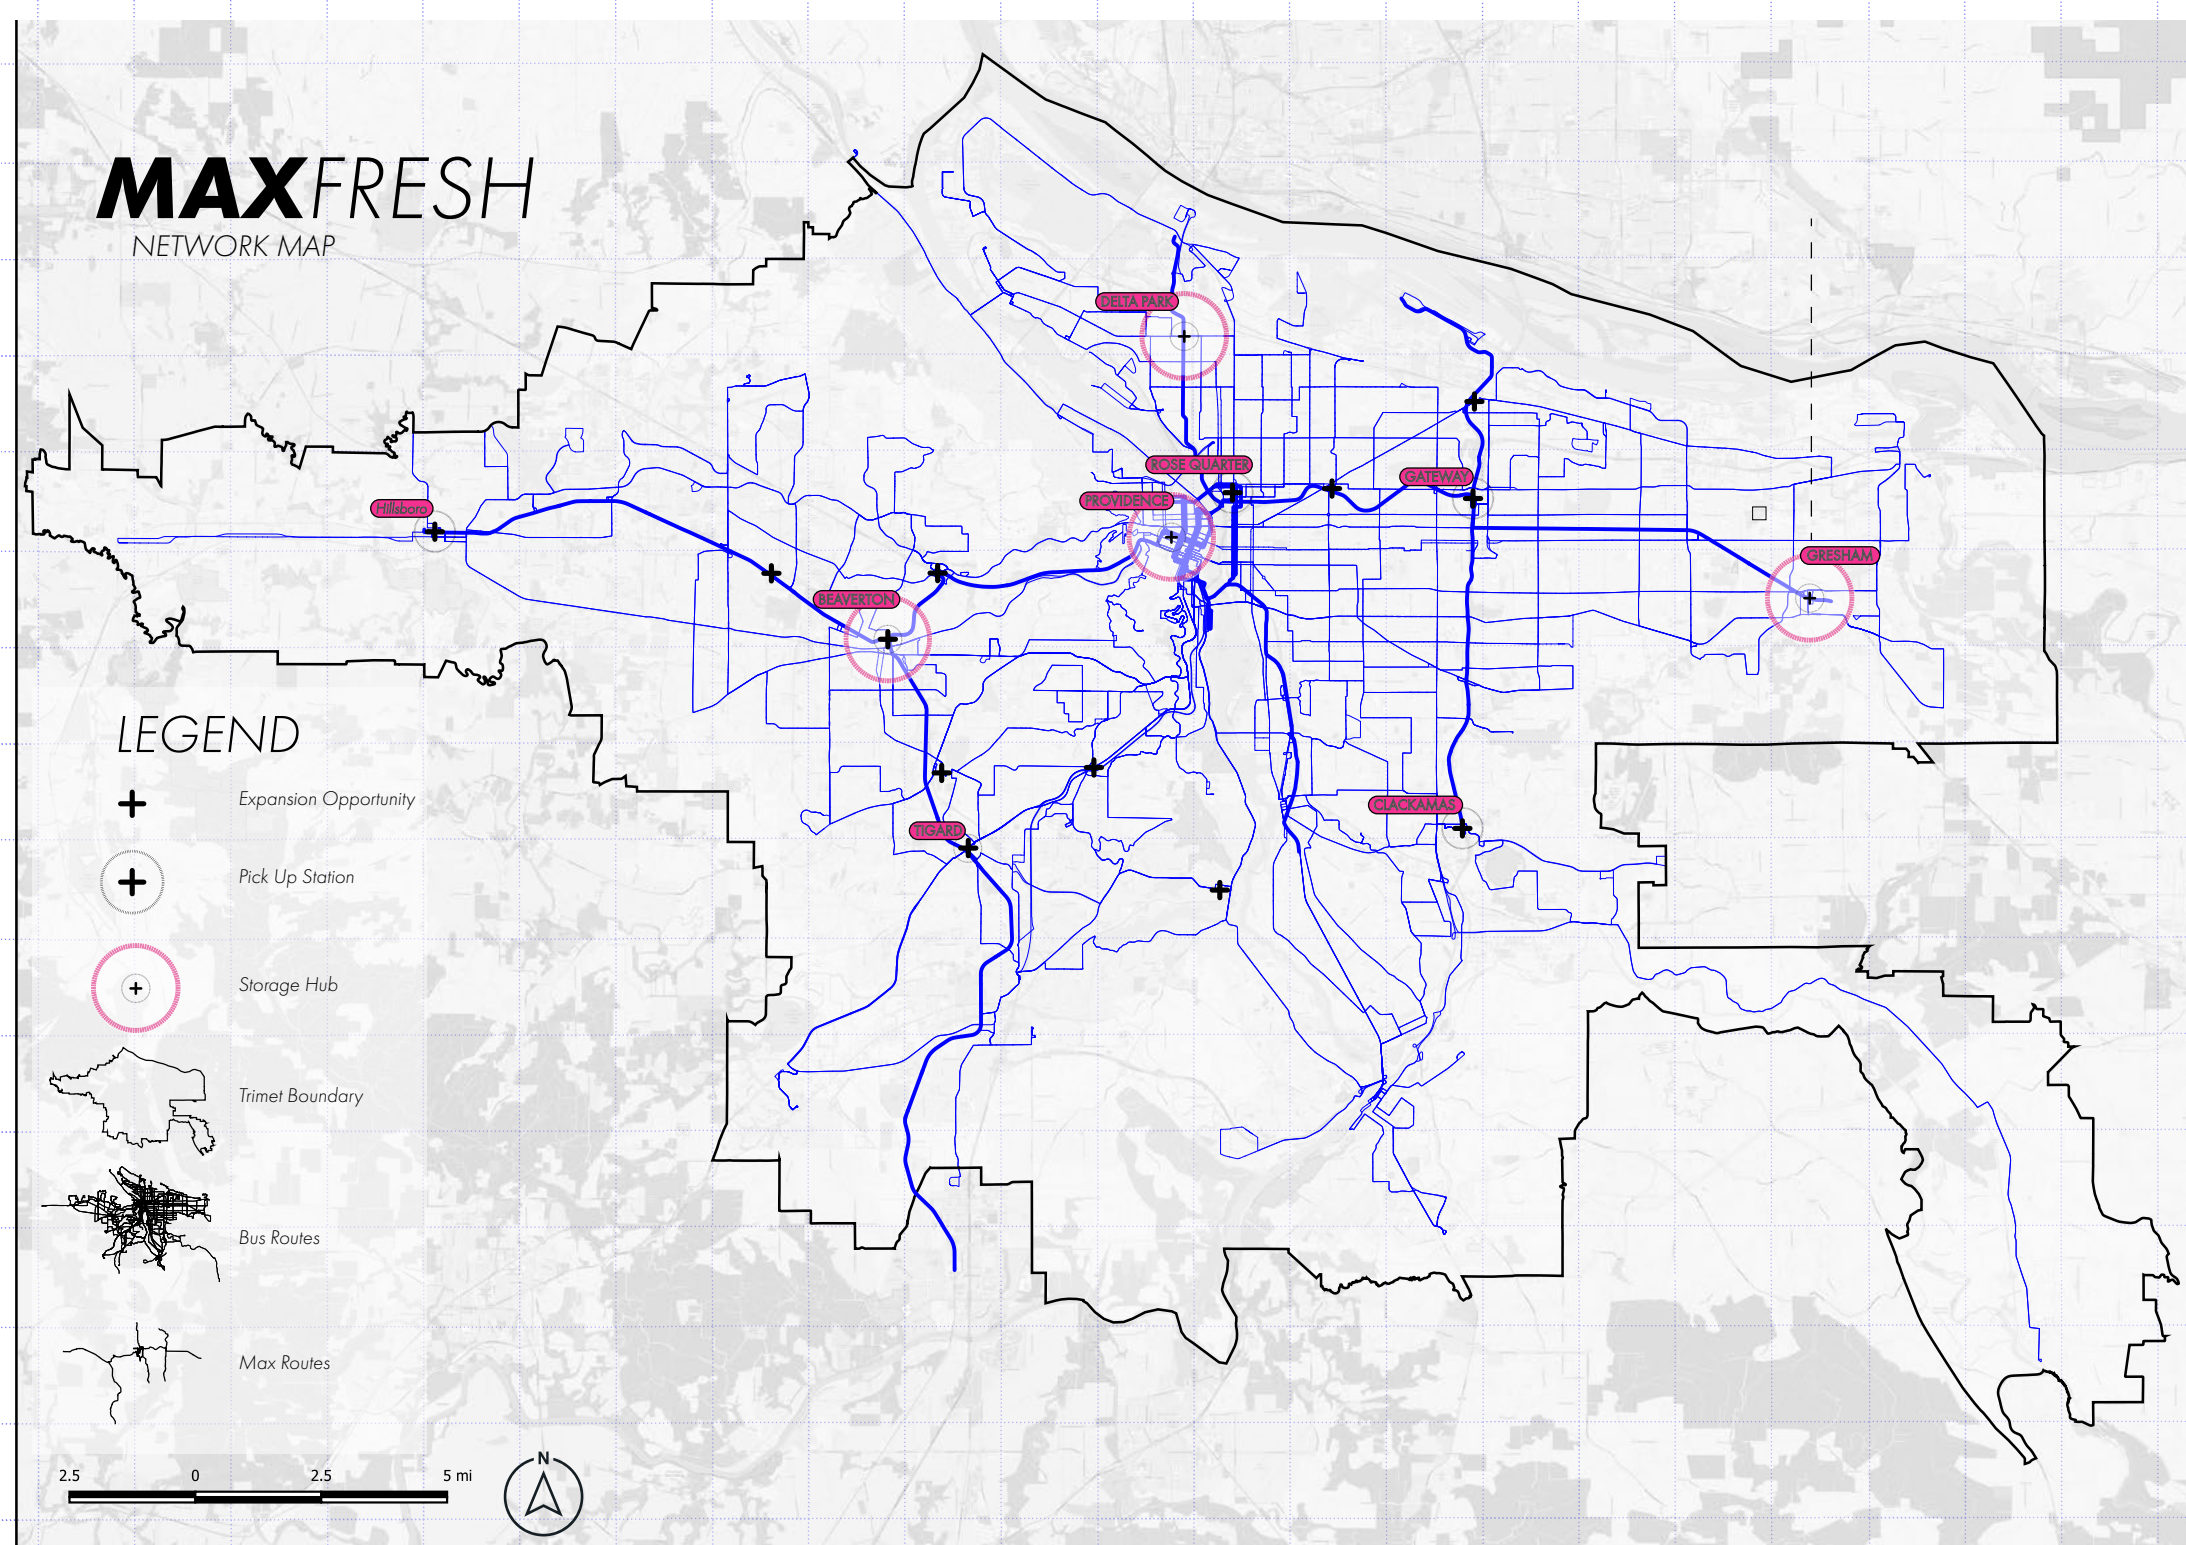 MAXFRESH
NETWORK MAP
DELTA PARK
ROSE QUARTER
GATEWAY
PROVIDENCE
Hillsboro
GRESHAM
BEAVERTON
CLACKAMAS
TIGARD
LEGEND
Expansion Opportunity
Pick Up Station
Storage Hub
Trimet Boundary
Bus Routes
Max Routes
2.5 0 2.5 5 mi
N